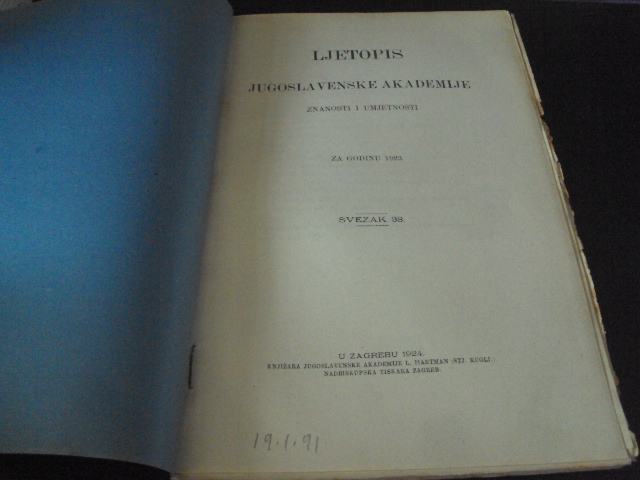 LJETOPIS
JUGOSLAVENSKE AKADEMIJE
ZNANOSTI I UMJETNOSTI
ZA GODINU 1923.
SVEZAK 38.
U ZAGREBU 1924.
KNJIŽARA JUGOSLAVENSKE AKADEMIJE L. HARTMAN (STJ. KUGLI.)
NADBISKUPSKA TISKARA ZAGREB.
19.1.91